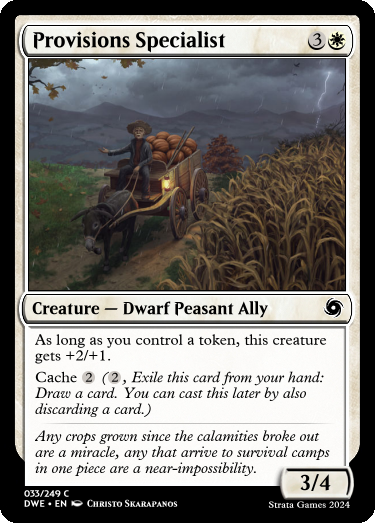 Provisions Specialist 3
Creature — Dwarf Peasant Ally
As long as you control a token, this creature
gets +2/+1.
Cache 2 (2, Exile this card from your hand:
Draw a card. You can cast this later by also
discarding a card.)
Any crops grown since the calamities broke out
are a miracle, any that arrive to survival camps
in one piece are a near-impossibility.
3/4
033/249 C
DWE • EN Christo Skarapanos
Strata Games 2024